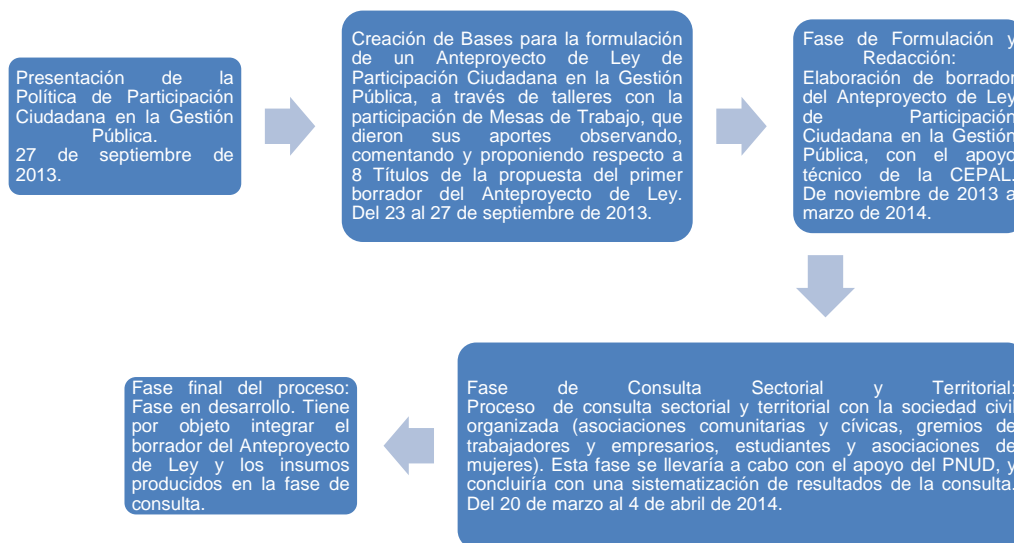 Presentación de la
Política de Participación
Ciudadana en la Gestión
Pública.
27 de septiembre de
2013.
Creación de Bases para la formulación
de un Anteproyecto de Ley de
Participación Ciudadana en la Gestión
Pública, a través de talleres con la
participación de Mesas de Trabajo, que
dieron sus aportes observando,
comentando y proponiendo respecto a
8 Títulos de la propuesta del primer
borrador del Anteproyecto de Ley.
Del 23 al 27 de septiembre de 2013.
Fase de Formulación y
Redacción:
Elaboración de borrador
del Anteproyecto de Ley
de Participación
Ciudadana en la Gestión
Pública, con el apoyo
técnico de la CEPAL.
De noviembre de 2013 a
marzo de 2014.
Fase de Consulta Sectorial y Territorial:
Proceso de consulta sectorial y territorial con la sociedad civil
organizada (asociaciones comunitarias y cívicas, gremios de
trabajadores y empresarios, estudiantes y asociaciones de
mujeres). Esta fase se llevaría a cabo con el apoyo del PNUD, y
concluiría con una sistematización de resultados de la consulta.
Del 20 de marzo al 4 de abril de 2014.
Fase final del proceso:
Fase en desarrollo. Tiene
por objeto integrar el
borrador del Anteproyecto
de Ley y los insumos
producidos en la fase de
consulta.